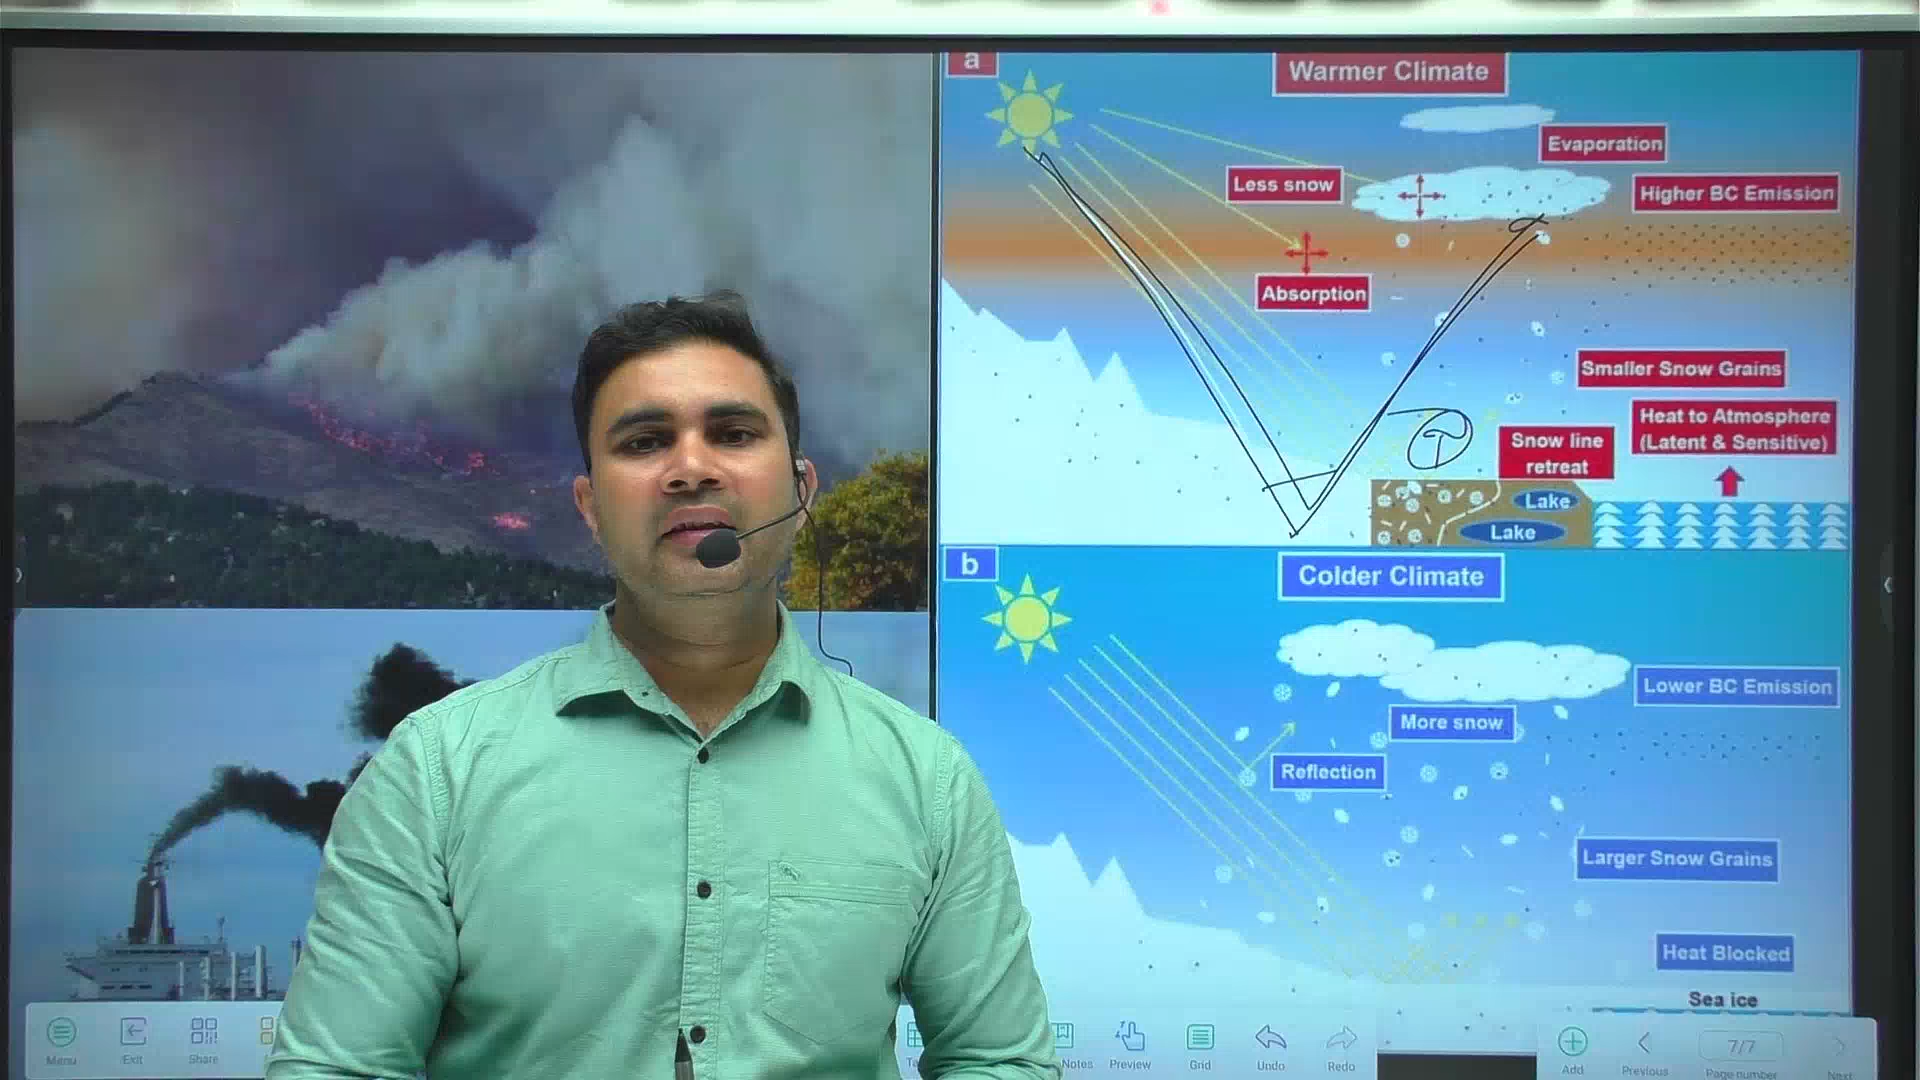 a
Warmer Climate
Evaporation
Less snow
Higher BC Emission
Absorption
Smaller Snow Grains
Heat to Atmosphere
(Latent & Sensitive)
Snow line
retreat
Lake
Lake
b
Colder Climate
Lower BC Emission
More snow
Reflection
Larger Snow Grains
Heat Blocked
Sea ice
Menu
Exit
Share
Notes
Preview
Grid
Undo
Redo
Add
Previous
7/7
Page number
Next